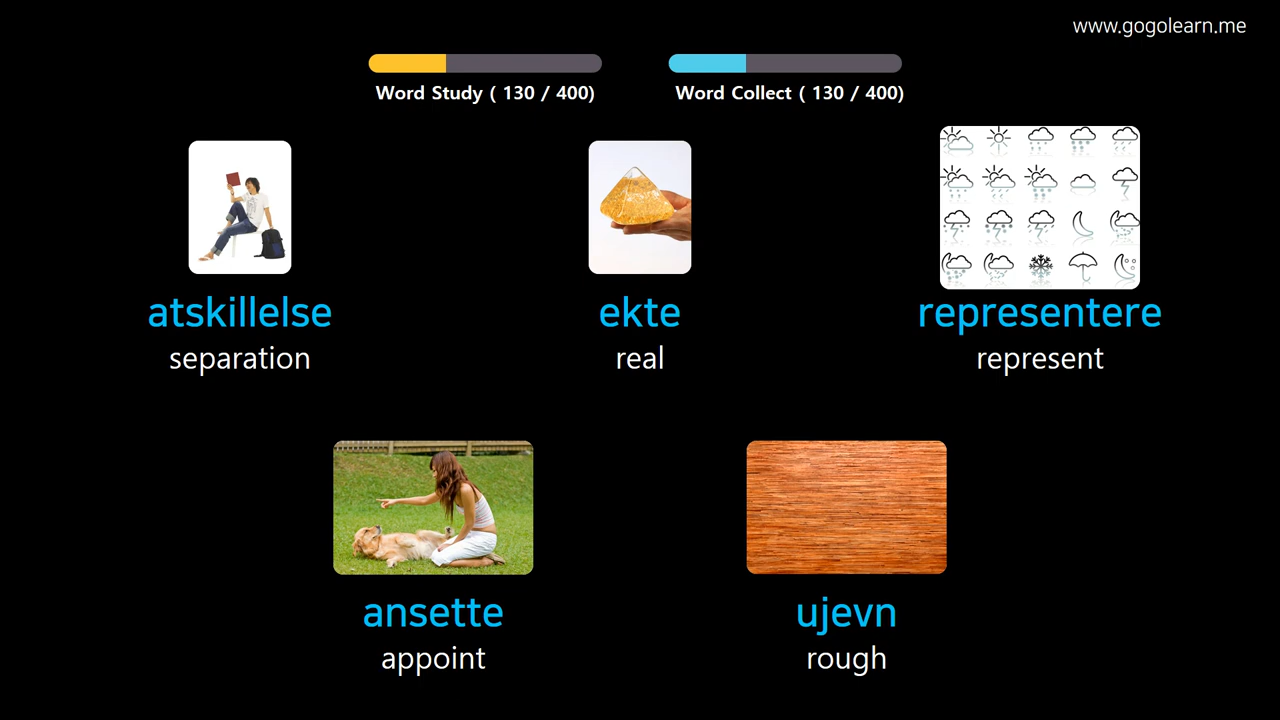 www.gogolearn.me
Word Study ( 130 / 400)
Word Collect ( 130 / 400)
atskillelse
separation
ekte
real
representere
represent
ansette
appoint
ujevn
rough